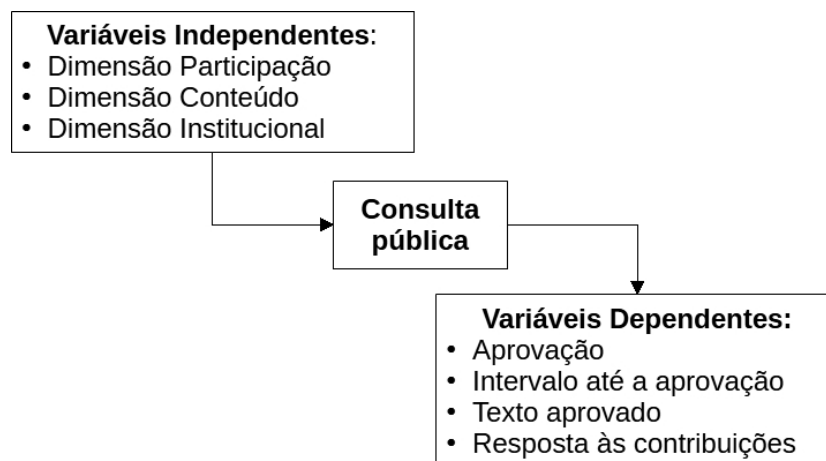 Variáveis Independentes:
• Dimensão Participação
• Dimensão Conteúdo
• Dimensão Institucional
Consulta
pública
Variáveis Dependentes:
• Aprovação
• Intervalo até a aprovação
• Texto aprovado
• Resposta às contribuições